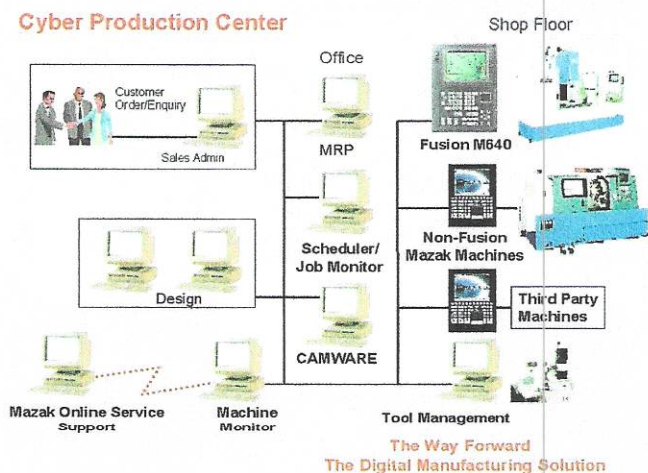 Cyber Production Center
Shop Floor
Office
Customer
Order/Enquiry
Sales Admin
MRP
Fusion M640
Scheduler/
Job Monitor
Non-Fusion
Mazak Machines
Design
CAMWARE
Third Party
Machines
Mazak Online Service
Support
Machine
Monitor
Tool Management
The Way Forward
The Digital Manufacturing Solution